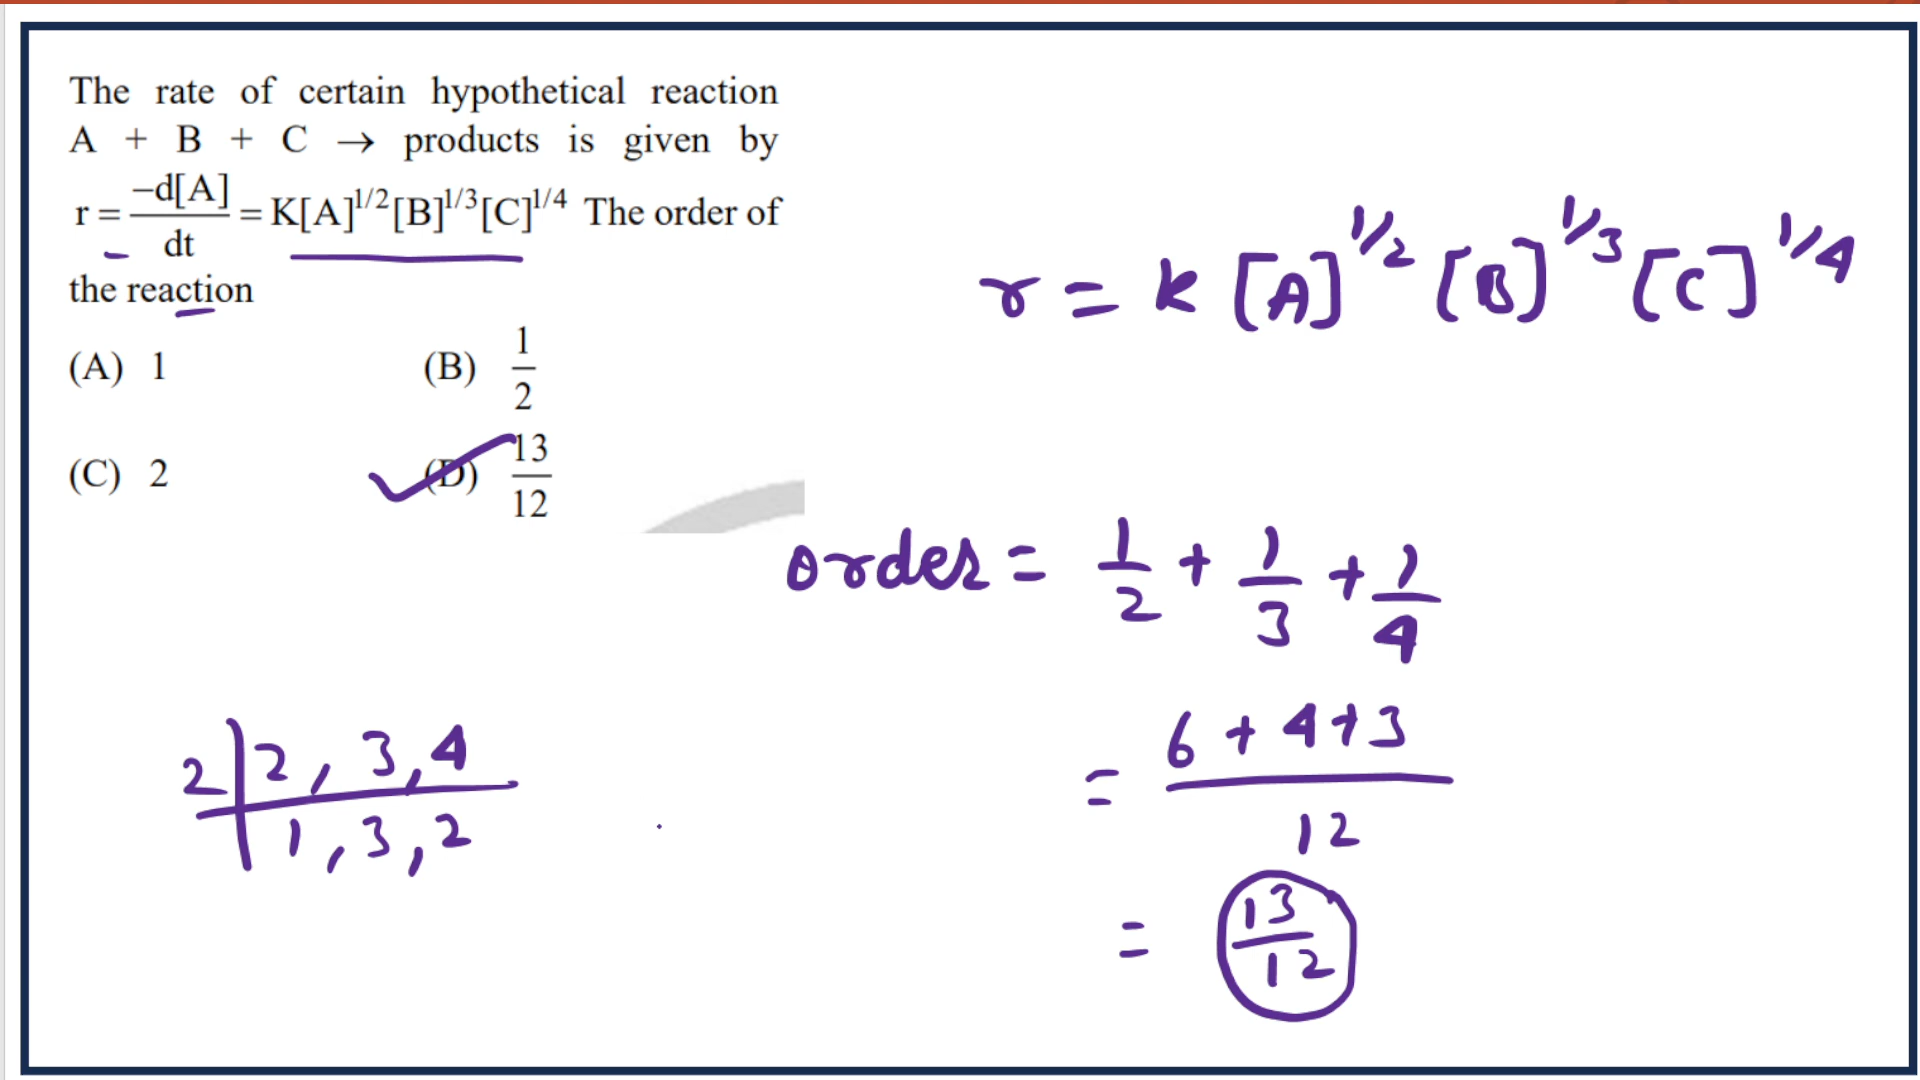 The rate of certain hypothetical reaction
A + B + C → products is given by
r = −d[A]/dt = K[A]^1/2[B]^1/3[C]^1/4 The order of
the reaction
(A) 1 (B) 1/2
(C) 2 (D) 13/12
r = k [A]^1/2 [B]^1/3 [C]^1/4
order = 1/2 + 1/3 + 1/4
= 6 + 4 + 3 / 12
= 13/12
2 | 2 , 3 , 4
1 , 3 , 2